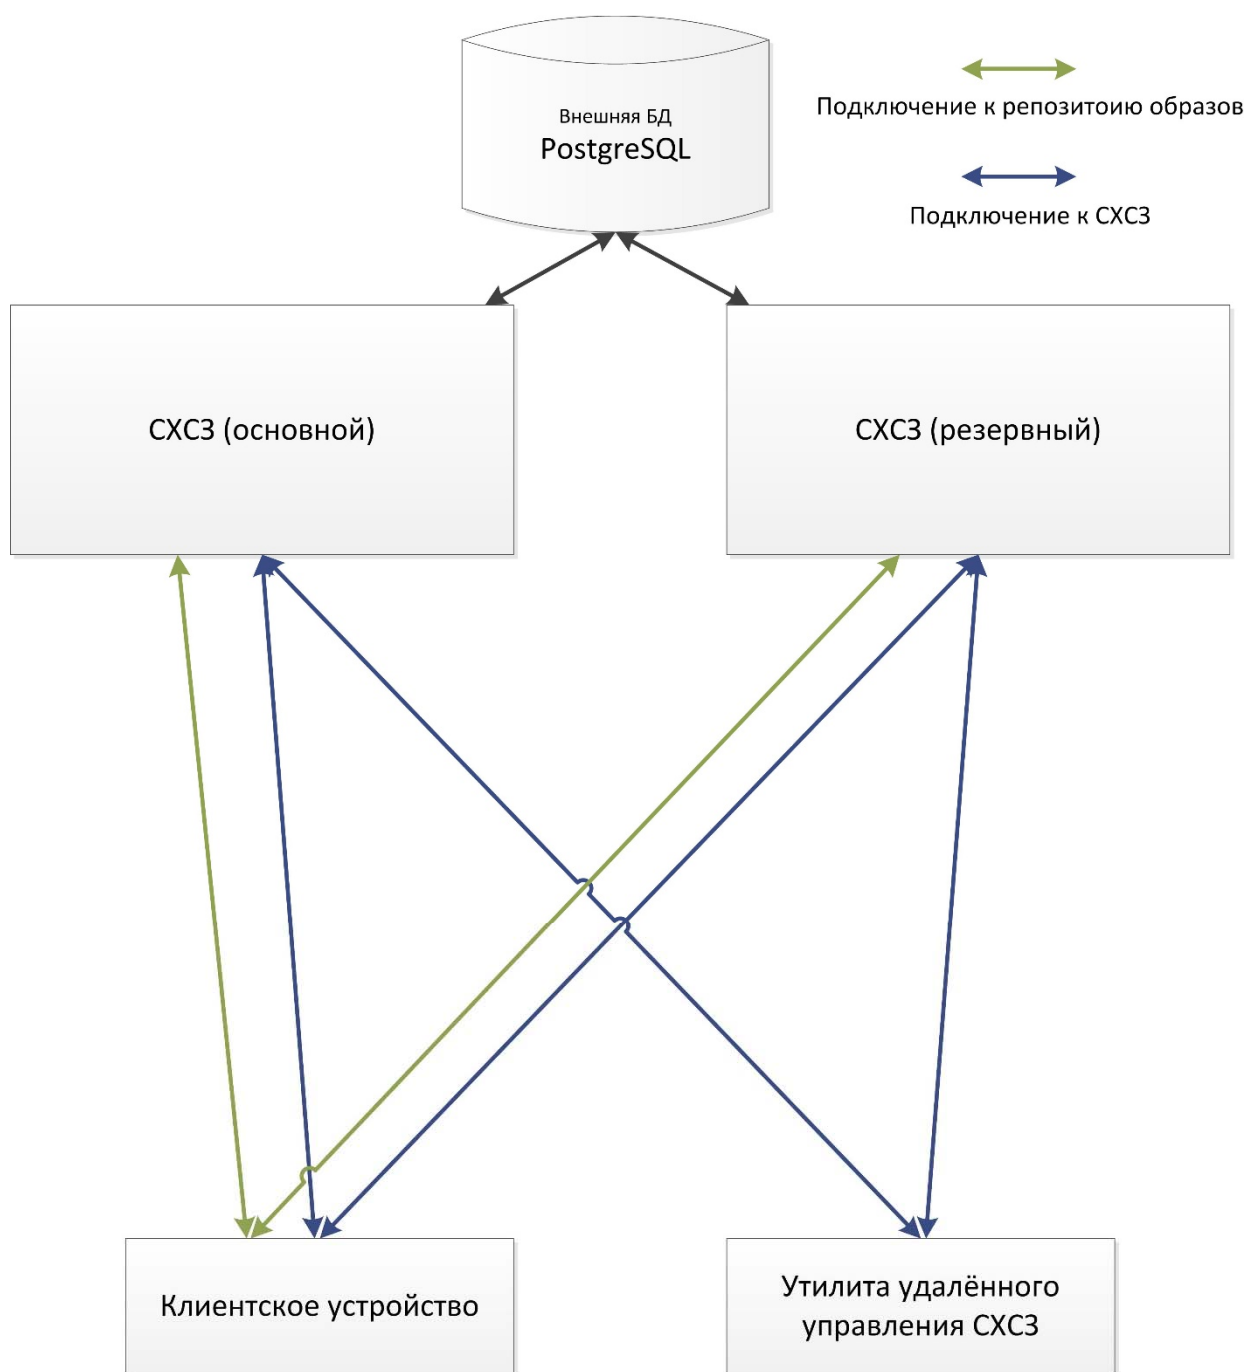 Внешняя БД
PostgreSQL
Подключение к репозитоию образов
Подключение к СХСЗ
СХСЗ (основной)
СХСЗ (резервный)
Клиентское устройство
Утилита удалённого
управления СХСЗ